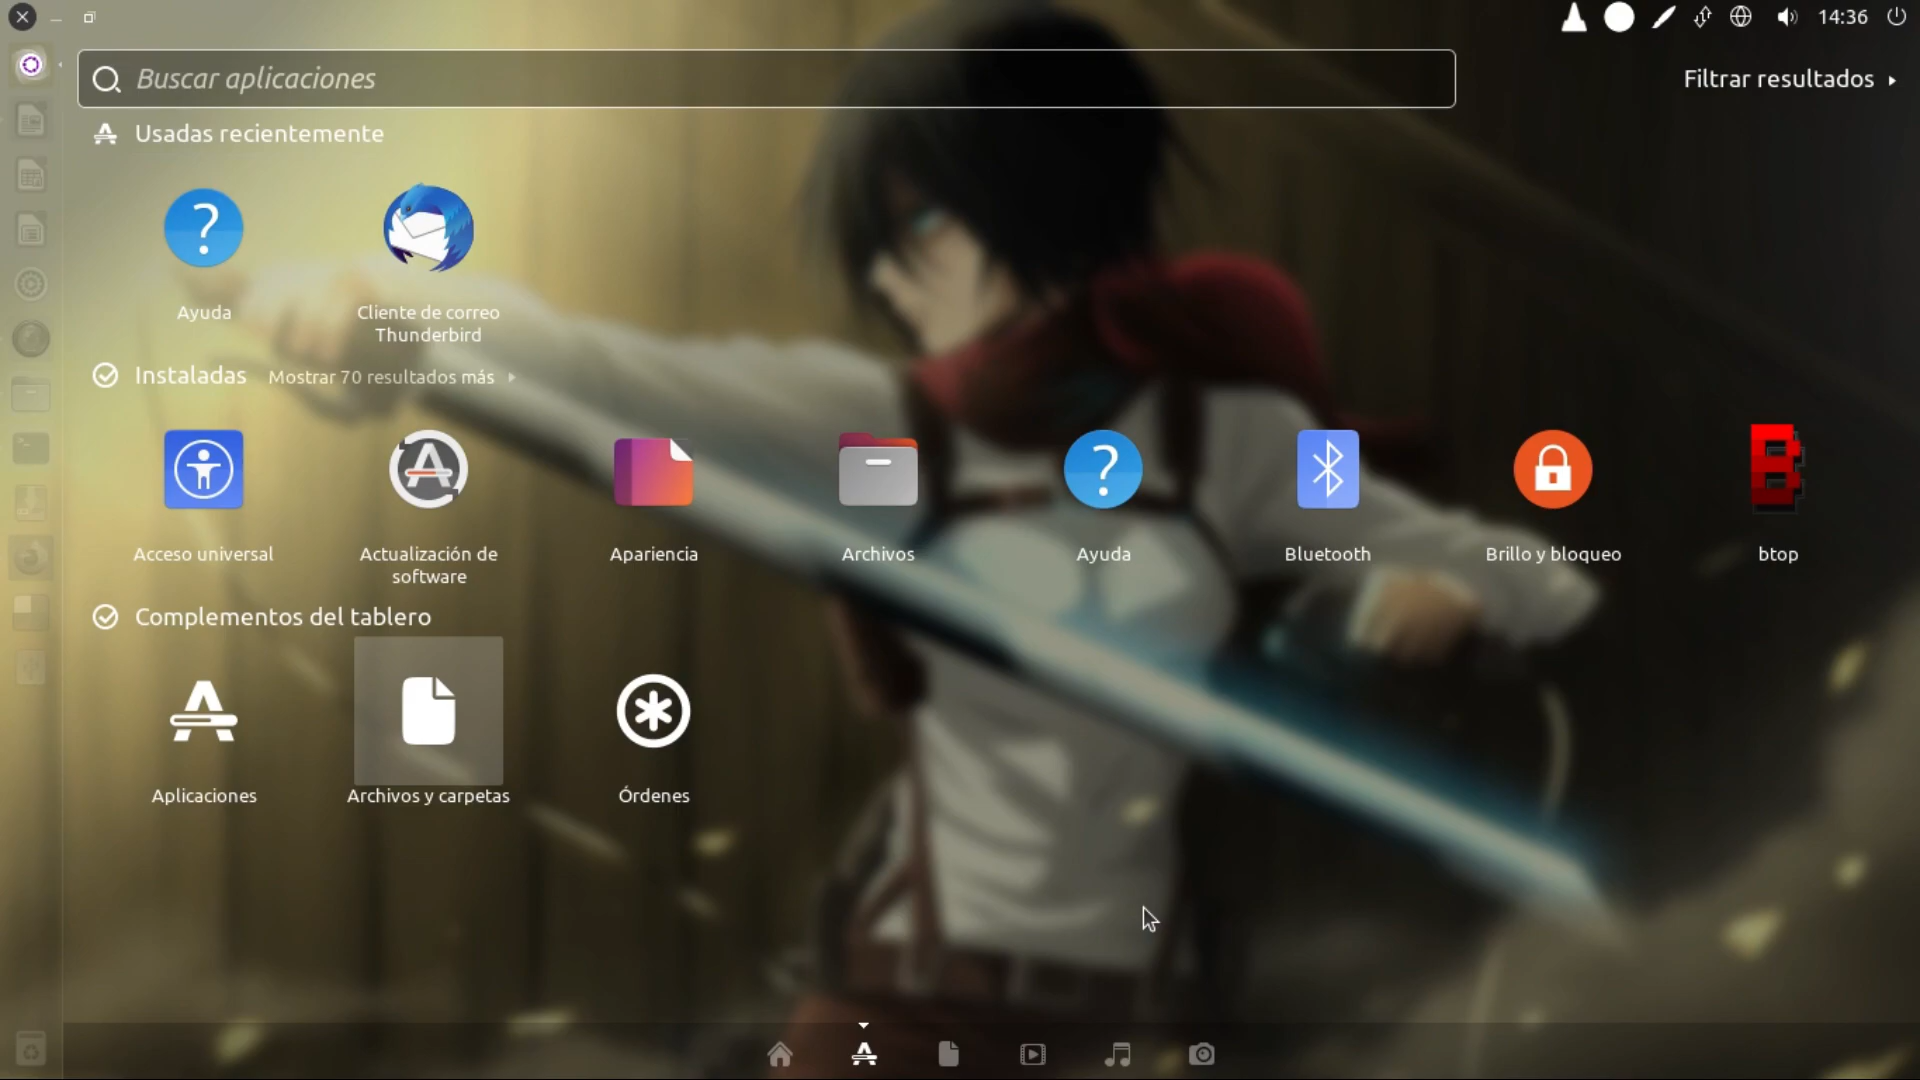 14:36
Buscar aplicaciones
Filtrar resultados
Usadas recientemente
Ayuda
Cliente de correo
Thunderbird
Instaladas Mostrar 70 resultados más
Acceso universal
Actualización de
software
Apariencia
Archivos
Ayuda
Bluetooth
Brillo y bloqueo
btop
Complementos del tablero
Aplicaciones
Archivos y carpetas
Órdenes